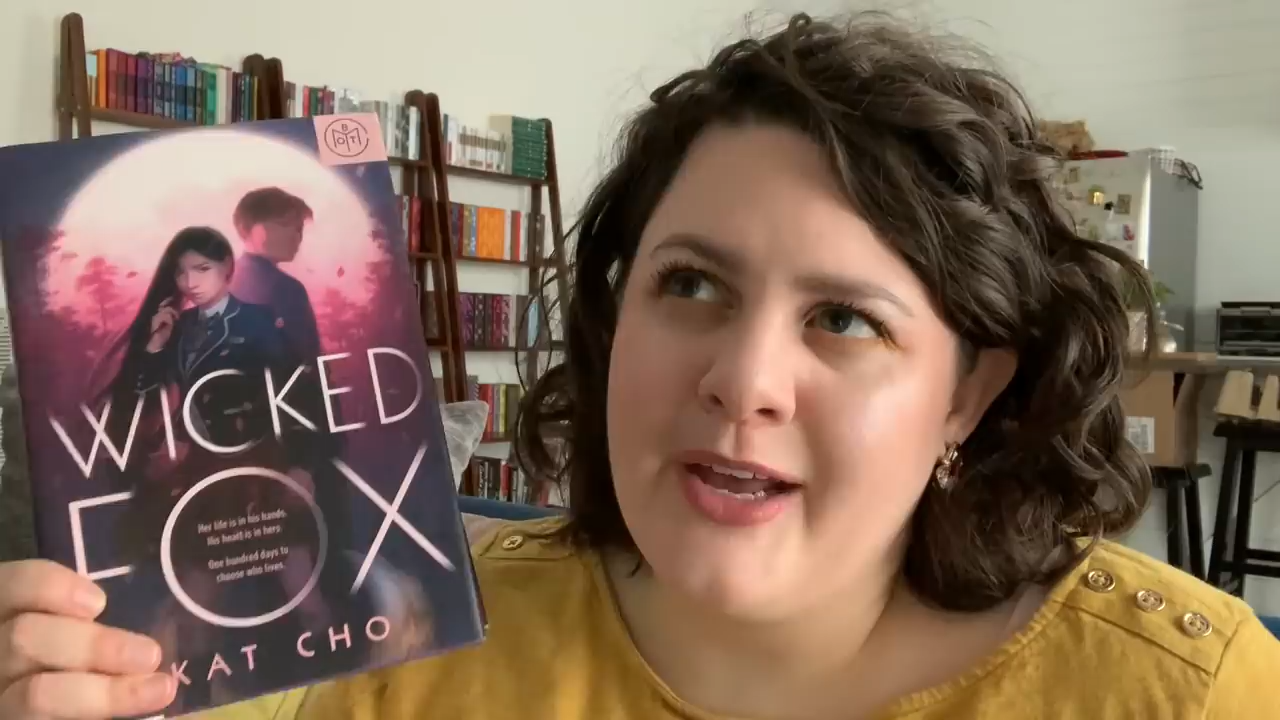 BOTM
WICKED
FOX
Her life is in his hands.
His heart is in hers.
One hundred days to
choose who lives.
KAT CHO